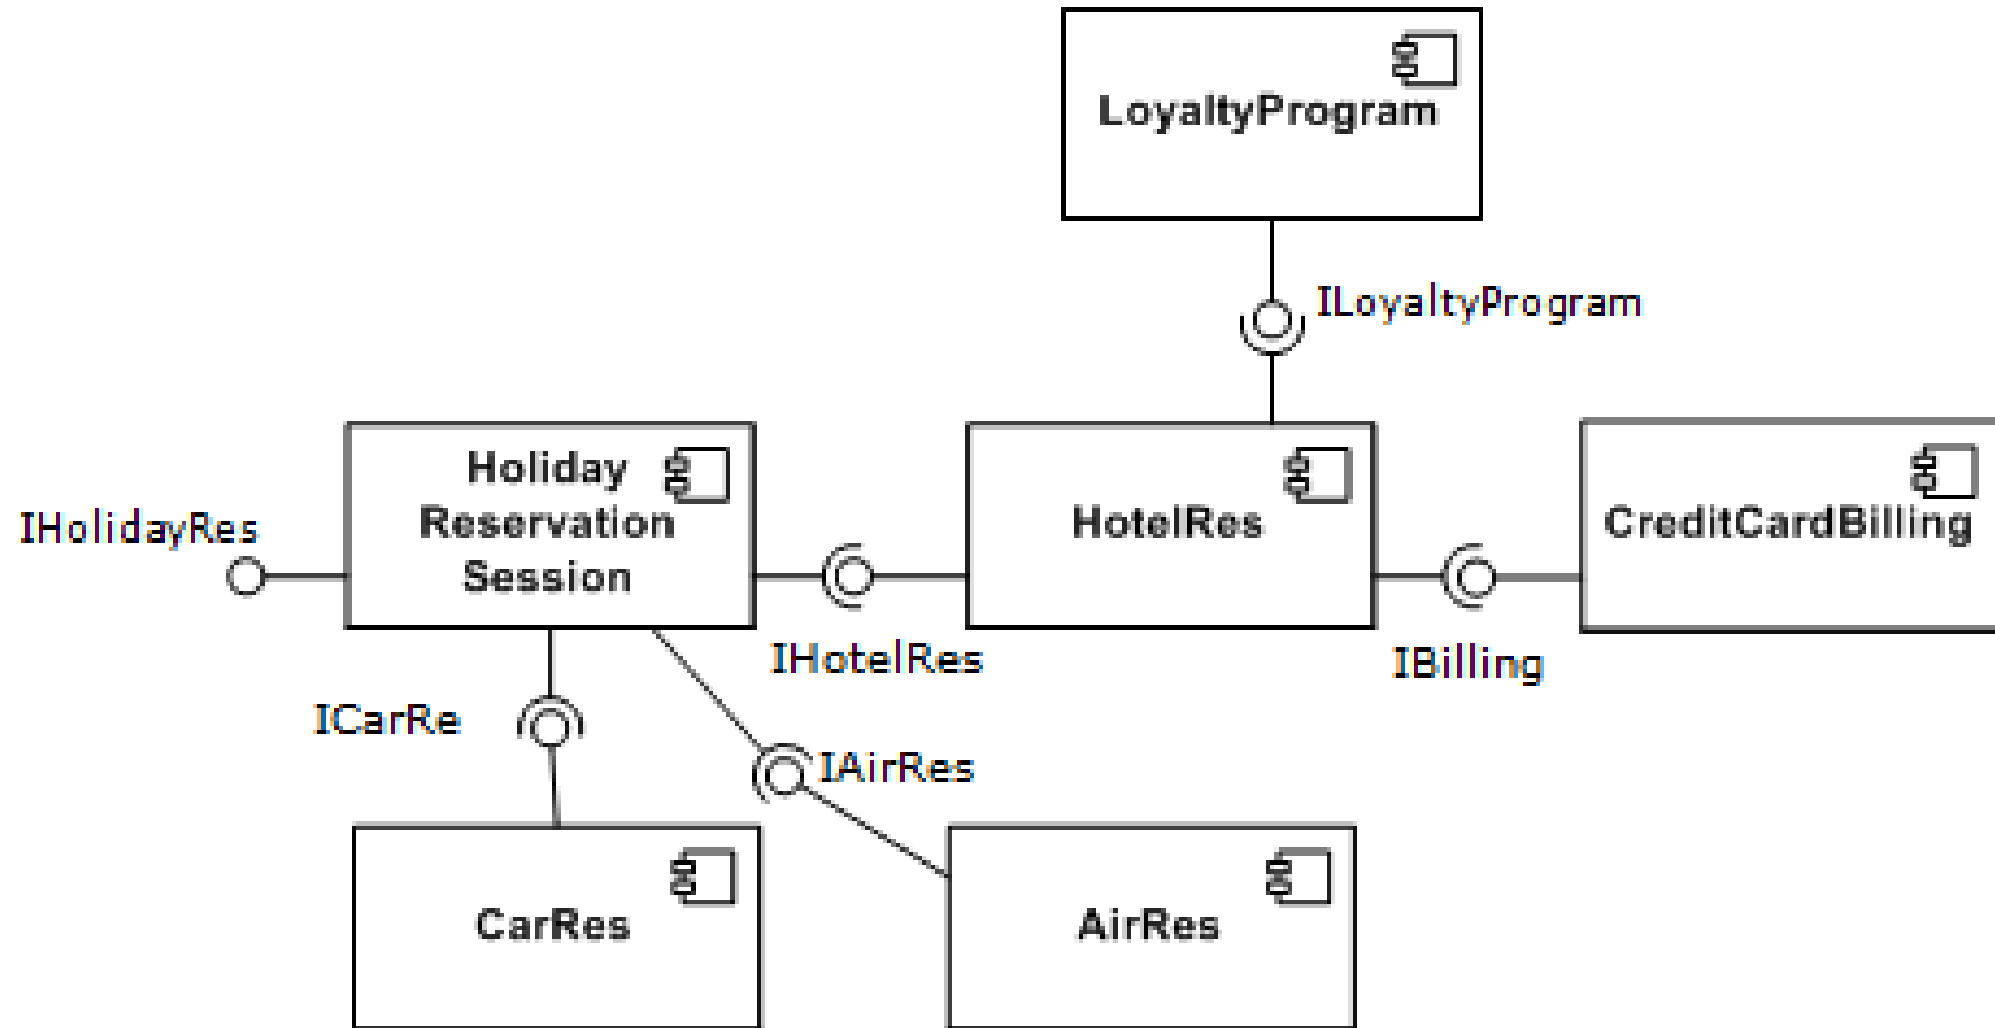 LoyaltyProgram
ILoyaltyProgram
Holiday
Reservation
Session
IHolidayRes
HotelRes
CreditCardBilling
IHotelRes
IBilling
ICarRe
IAirRes
CarRes
AirRes